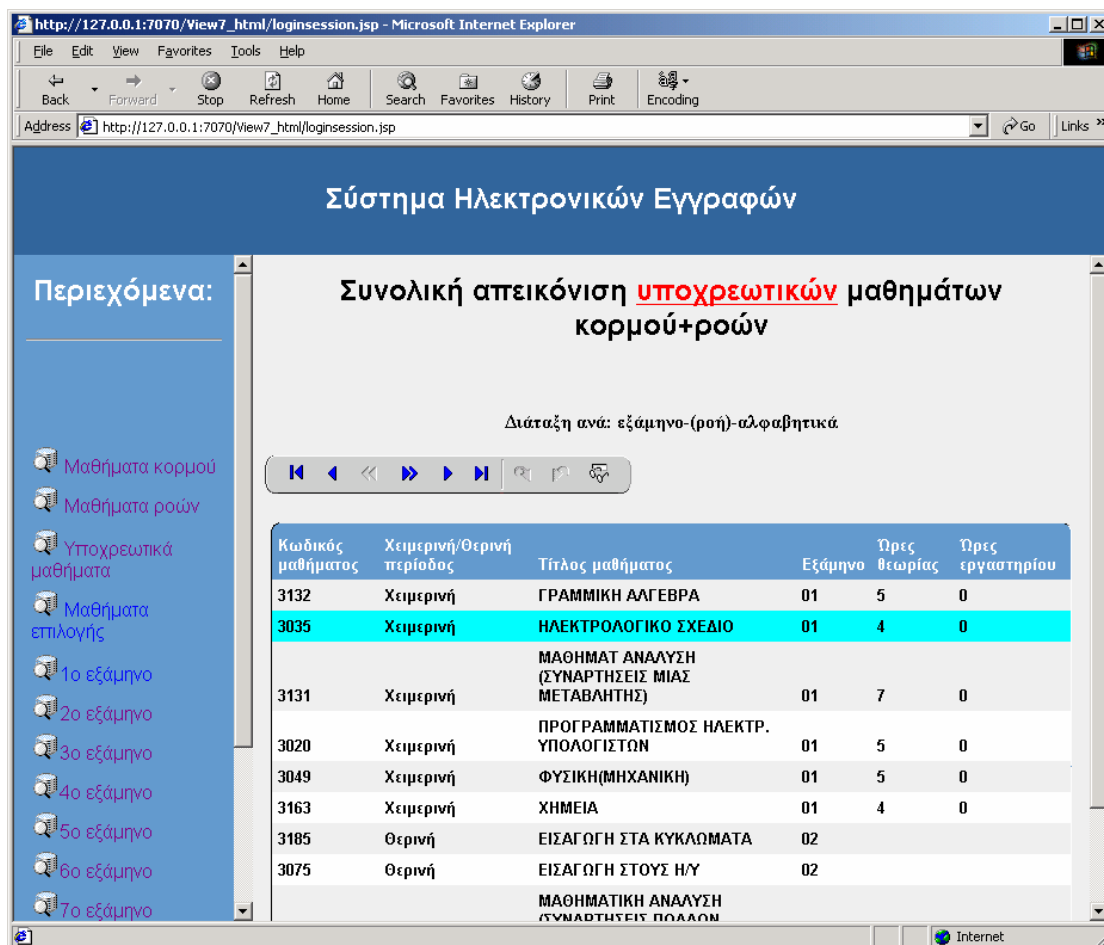 http://127.0.0.1:7070/View7_html/loginsession.jsp - Microsoft Internet Explorer
File Edit View Favorites Tools Help
Back Forward Stop Refresh Home Search Favorites History Print Encoding
Address http://127.0.0.1:7070/View7_html/loginsession.jsp Go Links »
Σύστημα Ηλεκτρονικών Εγγραφών
Περιεχόμενα:
Μαθήματα κορμού
Μαθήματα ροών
Υποχρεωτικά
μαθήματα
Μαθήματα
επιλογής
1ο εξάμηνο
2ο εξάμηνο
3ο εξάμηνο
4ο εξάμηνο
5ο εξάμηνο
6ο εξάμηνο
7ο εξάμηνο
Συνολική απεικόνιση υποχρεωτικών μαθημάτων
κορμού+ροών
Διάταξη ανά: εξάμηνο-(ροή)-αλφαβητικά
Κωδικός Χειμερινή/Θερινή Ώρες Ώρες
μαθήματος περίοδος Τίτλος μαθήματος Εξάμηνο θεωρίας εργαστηρίου
3132 Χειμερινή ΓΡΑΜΜΙΚΗ ΑΛΓΕΒΡΑ 01 5 0
3035 Χειμερινή ΗΛΕΚΤΡΟΛΟΓΙΚΟ ΣΧΕΔΙΟ 01 4 0
ΜΑΘΗΜΑΤ ΑΝΑΛΥΣΗ
(ΣΥΝΑΡΤΗΣΕΙΣ ΜΙΑΣ
3131 Χειμερινή ΜΕΤΑΒΛΗΤΗΣ) 01 7 0
ΠΡΟΓΡΑΜΜΑΤΙΣΜΟΣ ΗΛΕΚΤΡ.
3020 Χειμερινή ΥΠΟΛΟΓΙΣΤΩΝ 01 5 0
3049 Χειμερινή ΦΥΣΙΚΗ(ΜΗΧΑΝΙΚΗ) 01 5 0
3163 Χειμερινή ΧΗΜΕΙΑ 01 4 0
3185 Θερινή ΕΙΣΑΓΩΓΗ ΣΤΑ ΚΥΚΛΩΜΑΤΑ 02
3075 Θερινή ΕΙΣΑΓΩΓΗ ΣΤΟΥΣ Η/Υ 02
ΜΑΘΗΜΑΤΙΚΗ ΑΝΑΛΥΣΗ
(ΣΥΝΑΡΤΗΣΕΙΣ ΠΟΛΛΩΝ
Internet